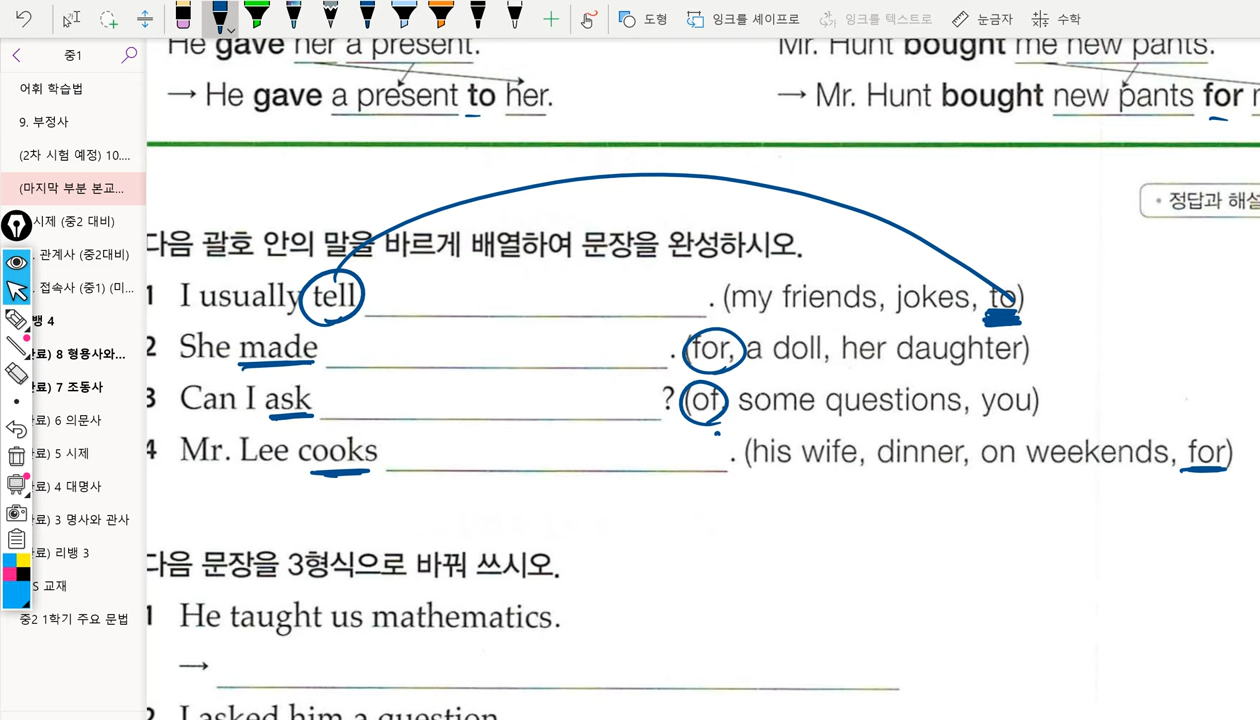 도형
잉크를 셰이프로
잉크를 텍스트로
눈금자
수학
중1
어휘 학습법
9. 부정사
(2차 시험 예정) 10....
(마지막 부분 본교...
시제 (중2 대비)
관계사 (중2대비)
접속사 (중1) (미...
뱅 4
료) 8 형용사와...
료) 7 조동사
료) 6 의문사
료) 5 시제
료) 4 대명사
료) 3 명사와 관사
료) 리뱅 3
S 교재
중2 1학기 주요 문법
He gave her a present.
→ He gave a present to her.
Mr. Hunt bought me new pants.
→ Mr. Hunt bought new pants for
• 정답과 해설
다음 괄호 안의 말을 바르게 배열하여 문장을 완성하시오.
1 I usually tell ______ . (my friends, jokes, to)
2 She made ______ . (for, a doll, her daughter)
3 Can I ask ______ ? (of, some questions, you)
4 Mr. Lee cooks ______ . (his wife, dinner, on weekends, for)
다음 문장을 3형식으로 바꿔 쓰시오.
1 He taught us mathematics.
→
2 I asked him a question